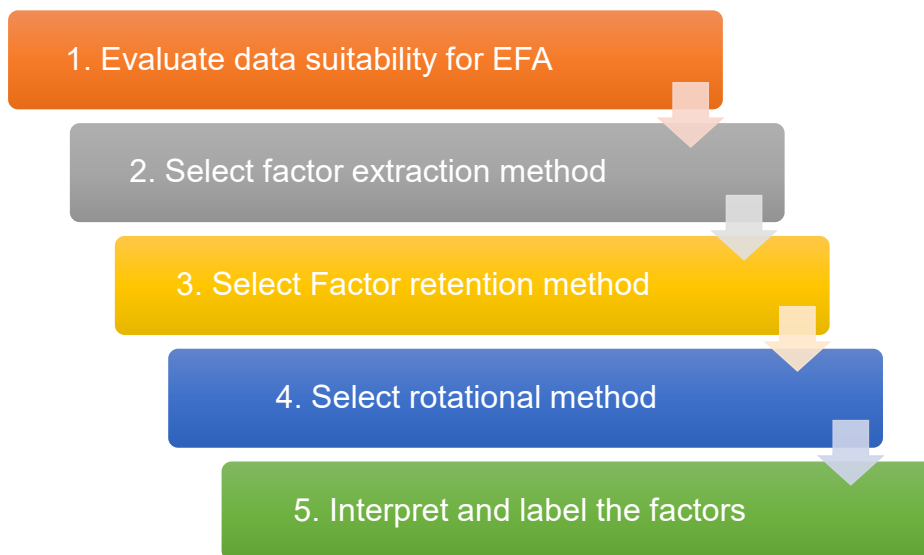 1. Evaluate data suitability for EFA
2. Select factor extraction method
3. Select Factor retention method
4. Select rotational method
5. Interpret and label the factors